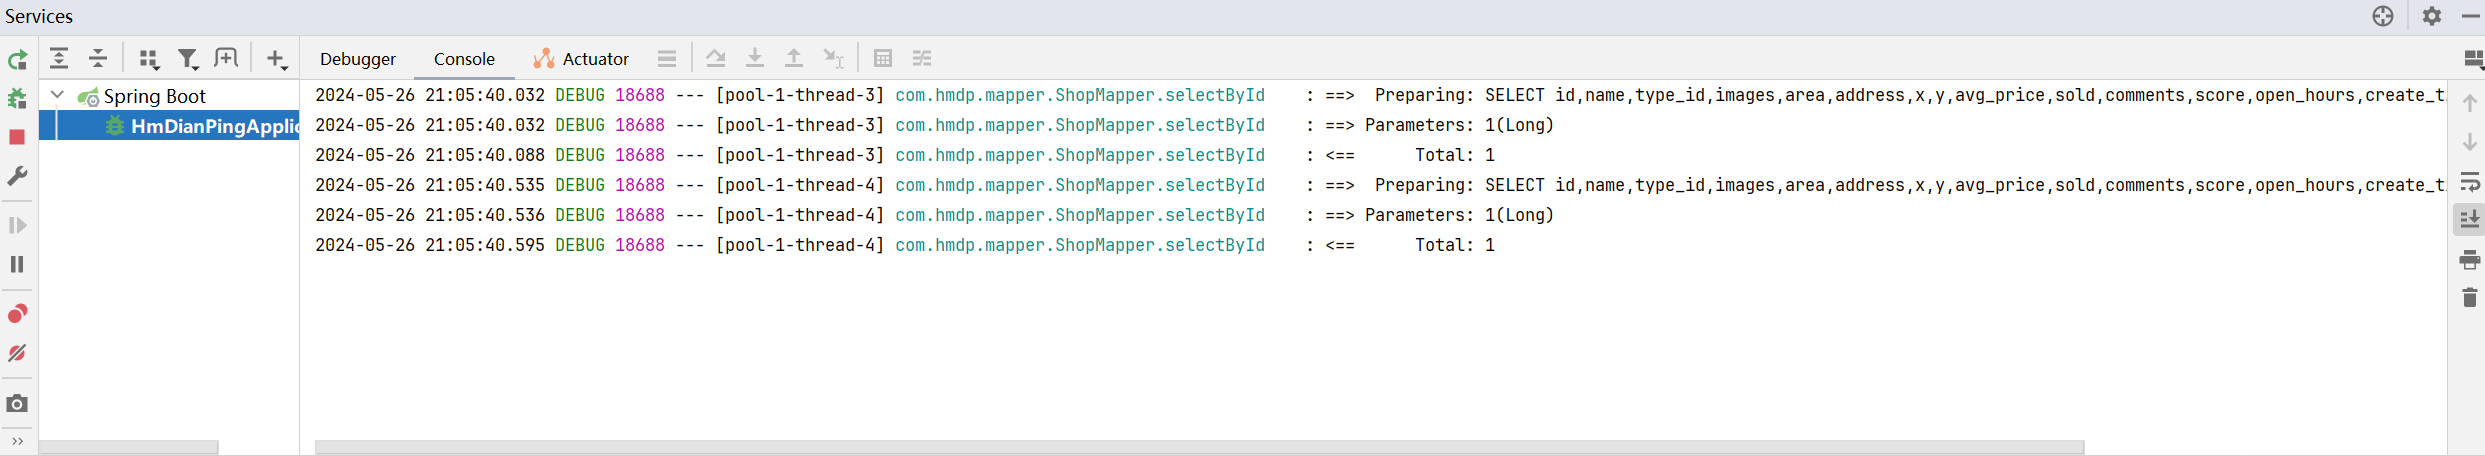 Services
Debugger
Console
Actuator
Spring Boot
HmDianPingApplic
2024-05-26 21:05:40.032 DEBUG 18688 --- [pool-1-thread-3] com.hmdp.mapper.ShopMapper.selectById    : ==>  Preparing: SELECT id,name,type_id,images,area,address,x,y,avg_price,sold,comments,score,open_hours,create_t
2024-05-26 21:05:40.032 DEBUG 18688 --- [pool-1-thread-3] com.hmdp.mapper.ShopMapper.selectById    : ==> Parameters: 1(Long)
2024-05-26 21:05:40.088 DEBUG 18688 --- [pool-1-thread-3] com.hmdp.mapper.ShopMapper.selectById    : <==      Total: 1
2024-05-26 21:05:40.535 DEBUG 18688 --- [pool-1-thread-4] com.hmdp.mapper.ShopMapper.selectById    : ==>  Preparing: SELECT id,name,type_id,images,area,address,x,y,avg_price,sold,comments,score,open_hours,create_t
2024-05-26 21:05:40.536 DEBUG 18688 --- [pool-1-thread-4] com.hmdp.mapper.ShopMapper.selectById    : ==> Parameters: 1(Long)
2024-05-26 21:05:40.595 DEBUG 18688 --- [pool-1-thread-4] com.hmdp.mapper.ShopMapper.selectById    : <==      Total: 1